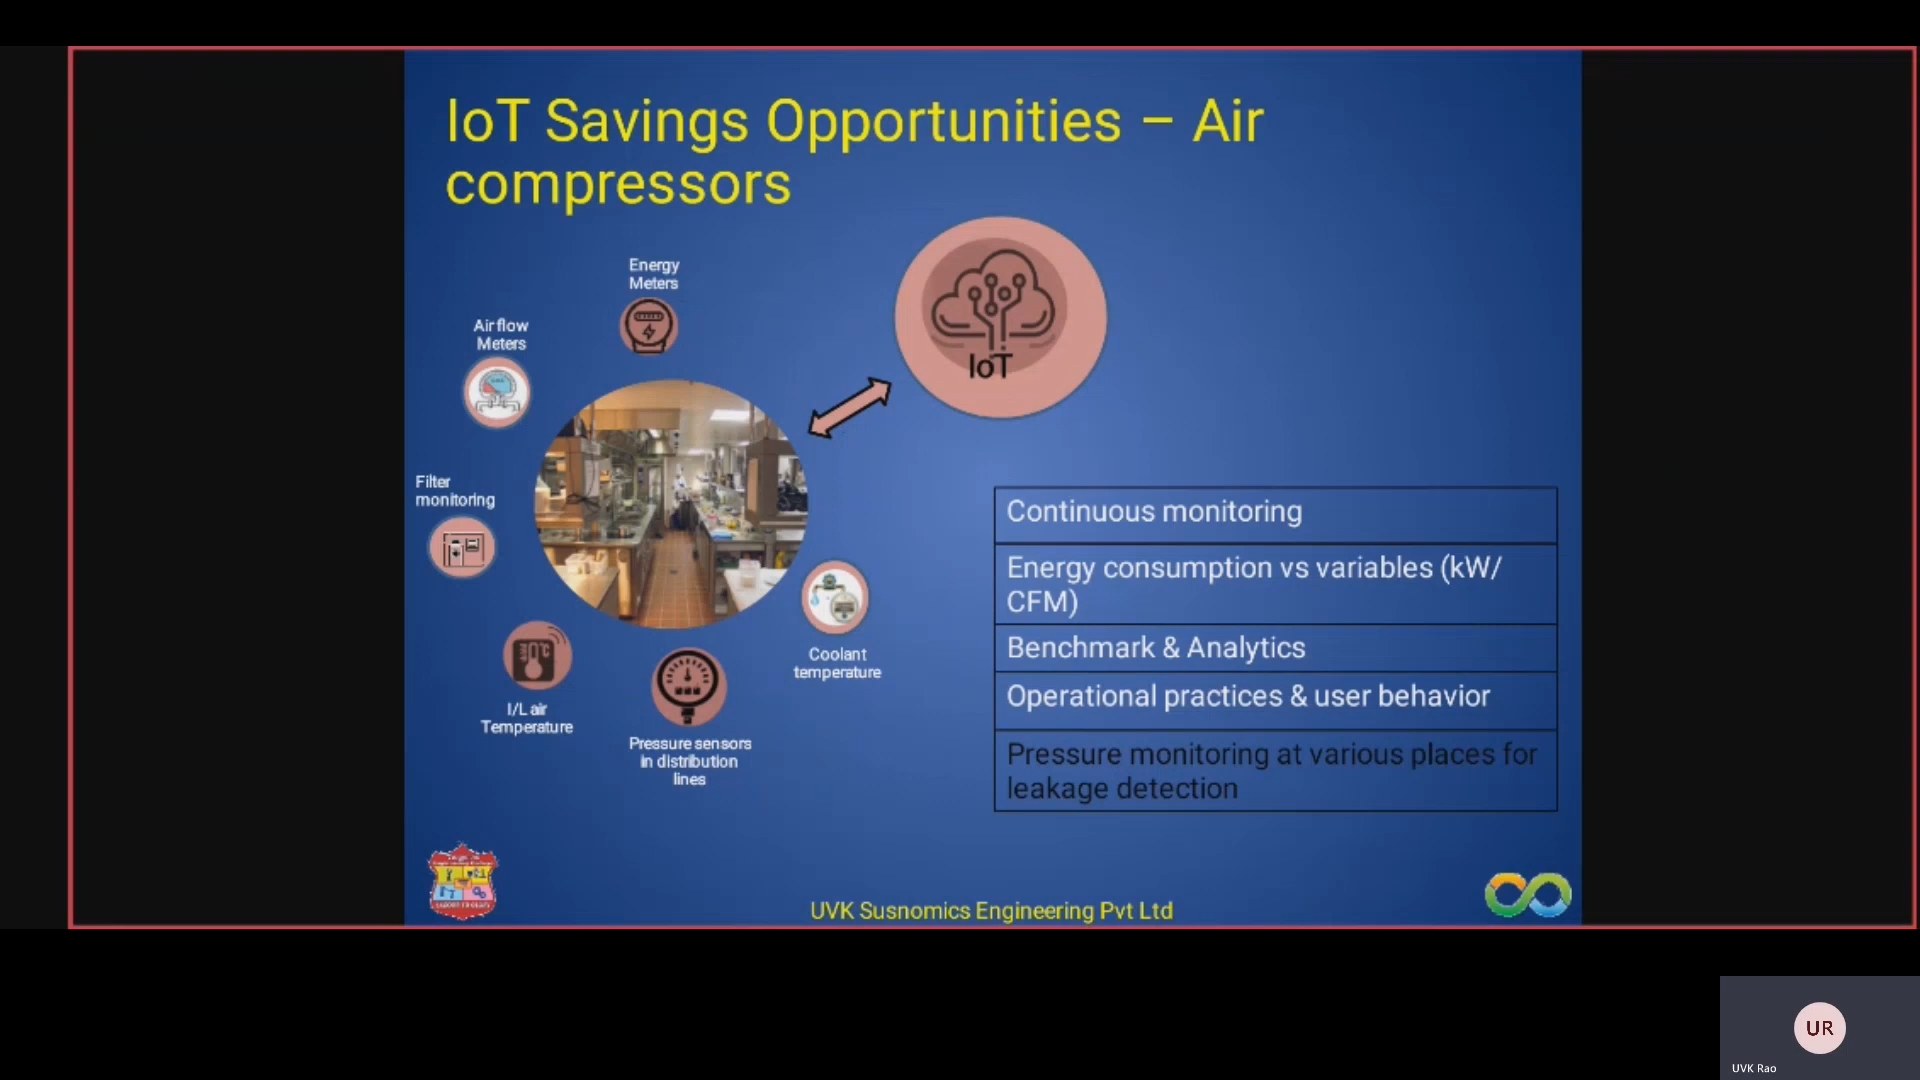 IoT Savings Opportunities – Air
compressors
Energy
Meters
Air flow
Meters
IoT
Filter
monitoring
I/L air
Temperature
Pressure sensors
in distribution
lines
Coolant
temperature
Continuous monitoring
Energy consumption vs variables (kW/
CFM)
Benchmark & Analytics
Operational practices & user behavior
Pressure monitoring at various places for
leakage detection
UVK Susnomics Engineering Pvt Ltd
UR
UVK Rao